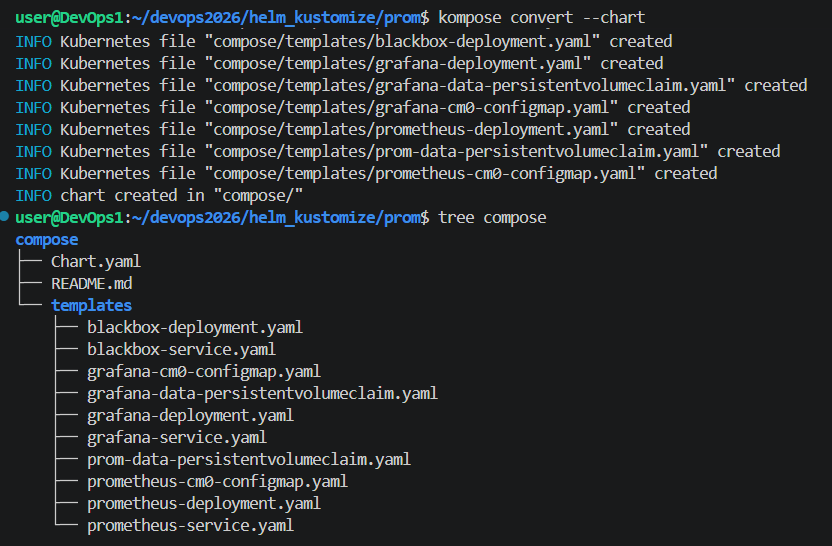 user@DevOps1:~/devops2026/helm_kustomize/prom$ kompose convert --chart
INFO Kubernetes file "compose/templates/blackbox-deployment.yaml" created
INFO Kubernetes file "compose/templates/grafana-deployment.yaml" created
INFO Kubernetes file "compose/templates/grafana-data-persistentvolumeclaim.yaml" created
INFO Kubernetes file "compose/templates/grafana-cm0-configmap.yaml" created
INFO Kubernetes file "compose/templates/prometheus-deployment.yaml" created
INFO Kubernetes file "compose/templates/prom-data-persistentvolumeclaim.yaml" created
INFO Kubernetes file "compose/templates/prometheus-cm0-configmap.yaml" created
INFO chart created in "compose/"
user@DevOps1:~/devops2026/helm_kustomize/prom$ tree compose
compose
├── Chart.yaml
├── README.md
└── templates
    ├── blackbox-deployment.yaml
    ├── blackbox-service.yaml
    ├── grafana-cm0-configmap.yaml
    ├── grafana-data-persistentvolumeclaim.yaml
    ├── grafana-deployment.yaml
    ├── grafana-service.yaml
    ├── prom-data-persistentvolumeclaim.yaml
    ├── prometheus-cm0-configmap.yaml
    ├── prometheus-deployment.yaml
    └── prometheus-service.yaml